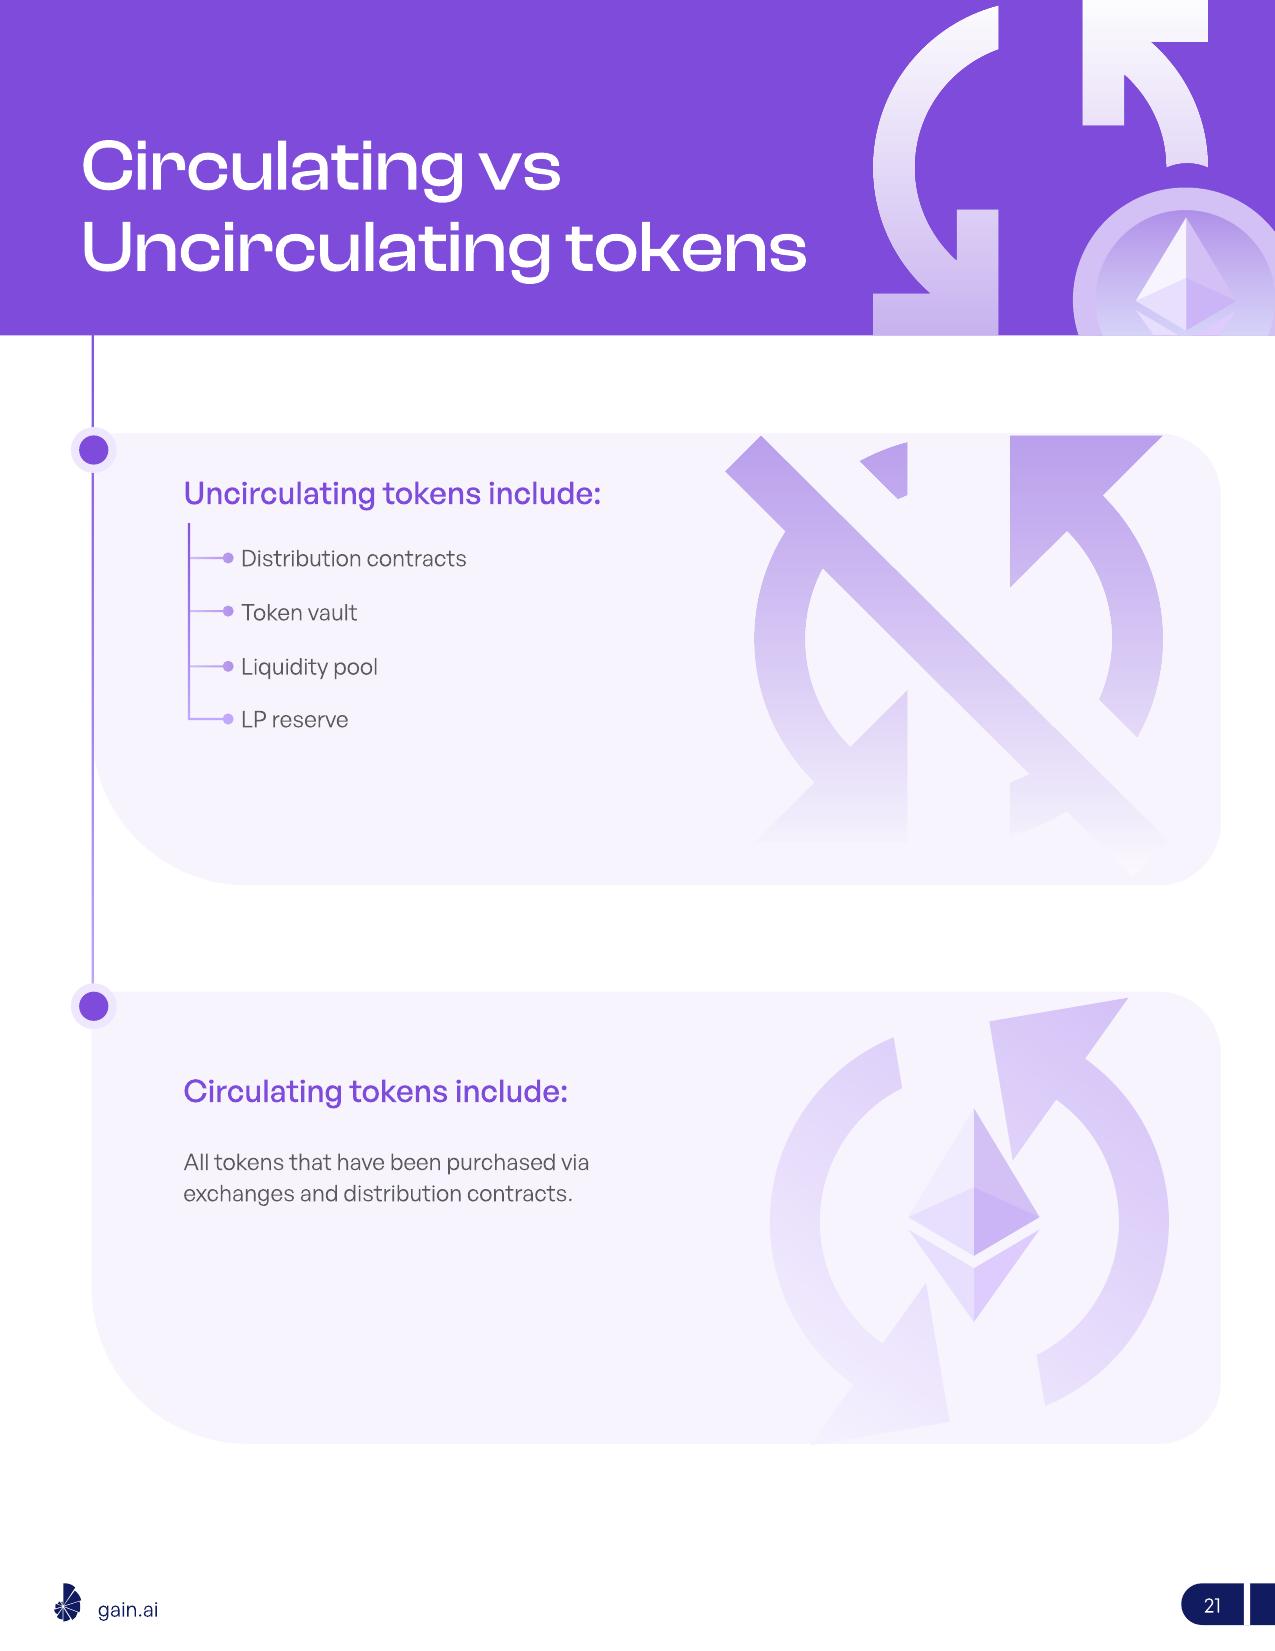 Circulating vs
Uncirculating tokens
Uncirculating tokens include:
Distribution contracts
Token vault
Liquidity pool
LP reserve
Circulating tokens include:
All tokens that have been purchased via
exchanges and distribution contracts.
gain.ai
21